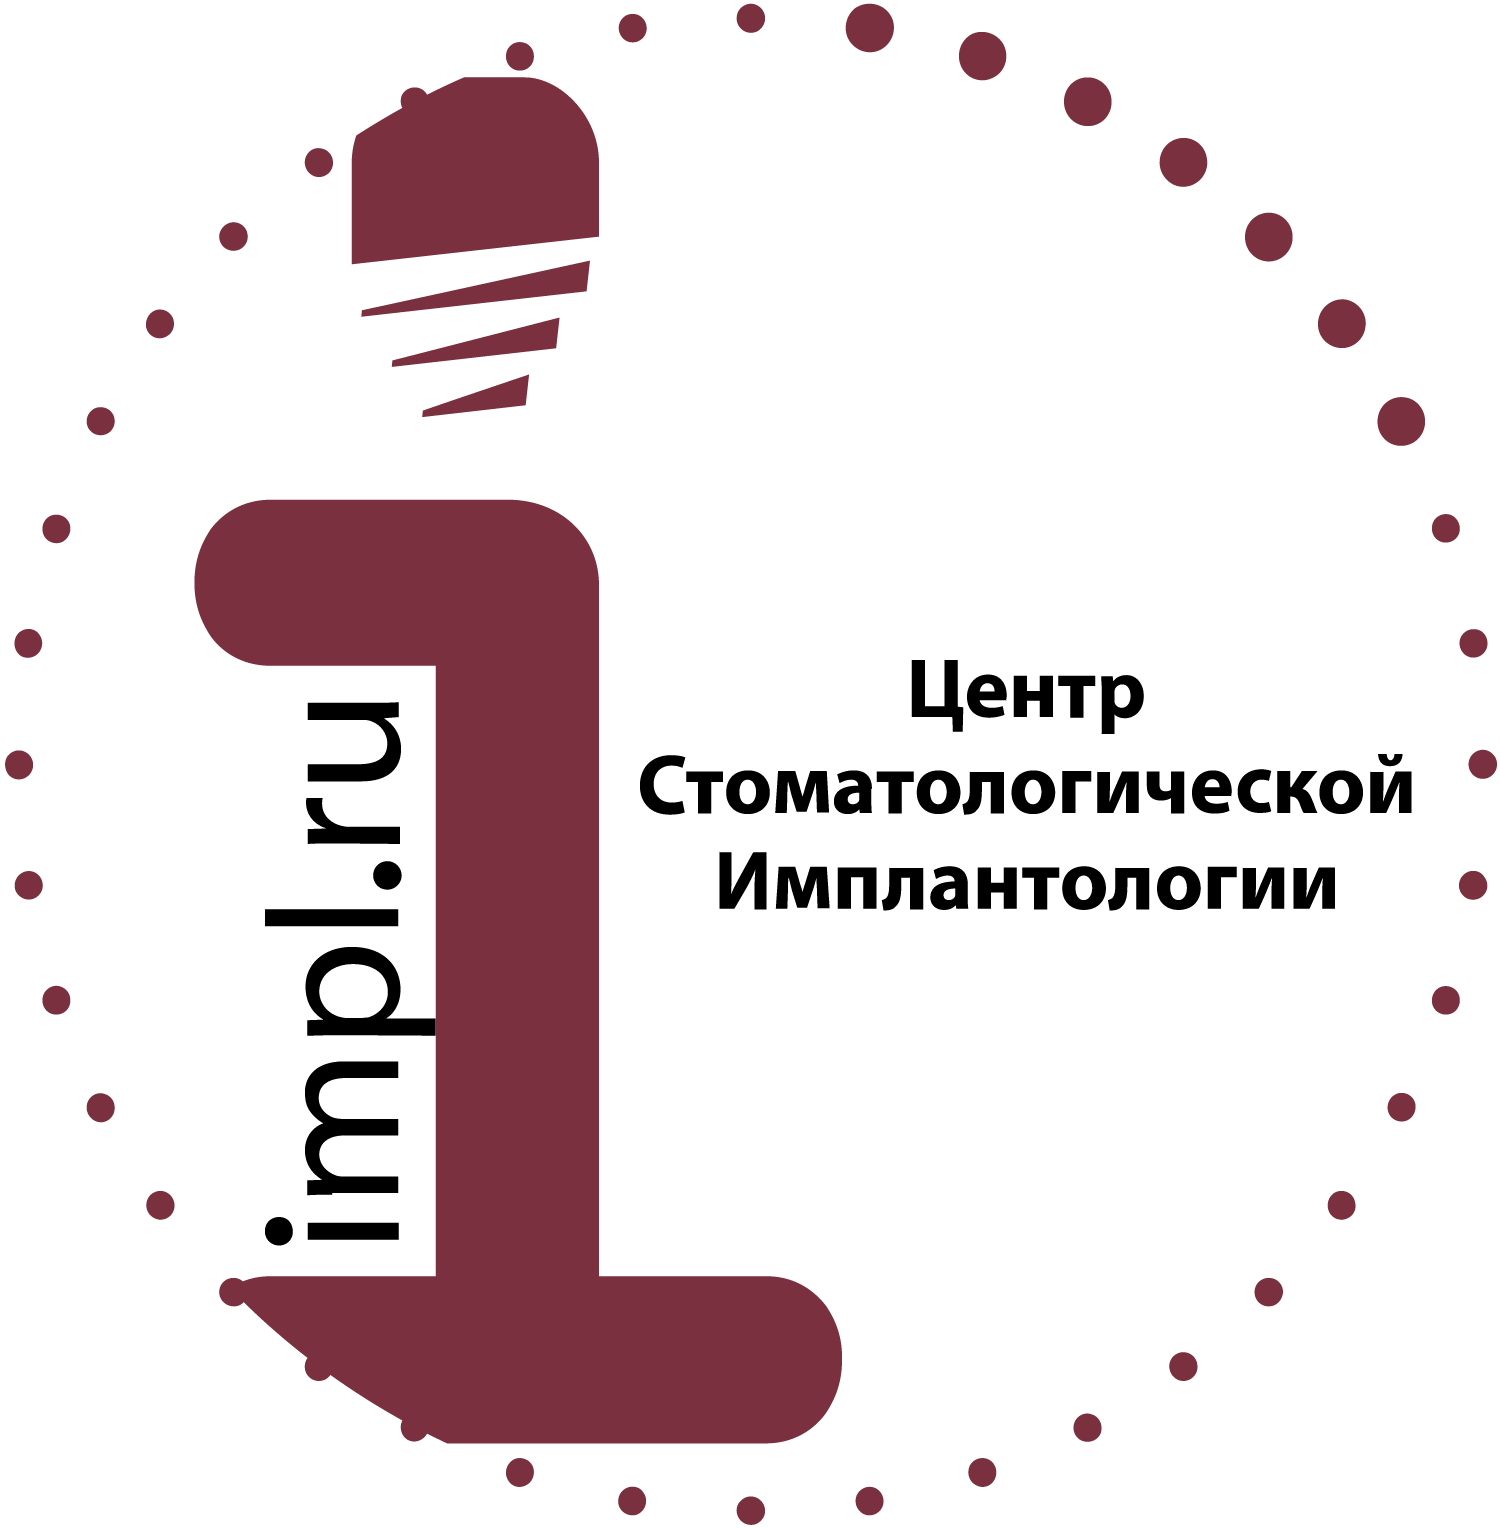 impl.ru
Центр
Стоматологической
Имплантологии